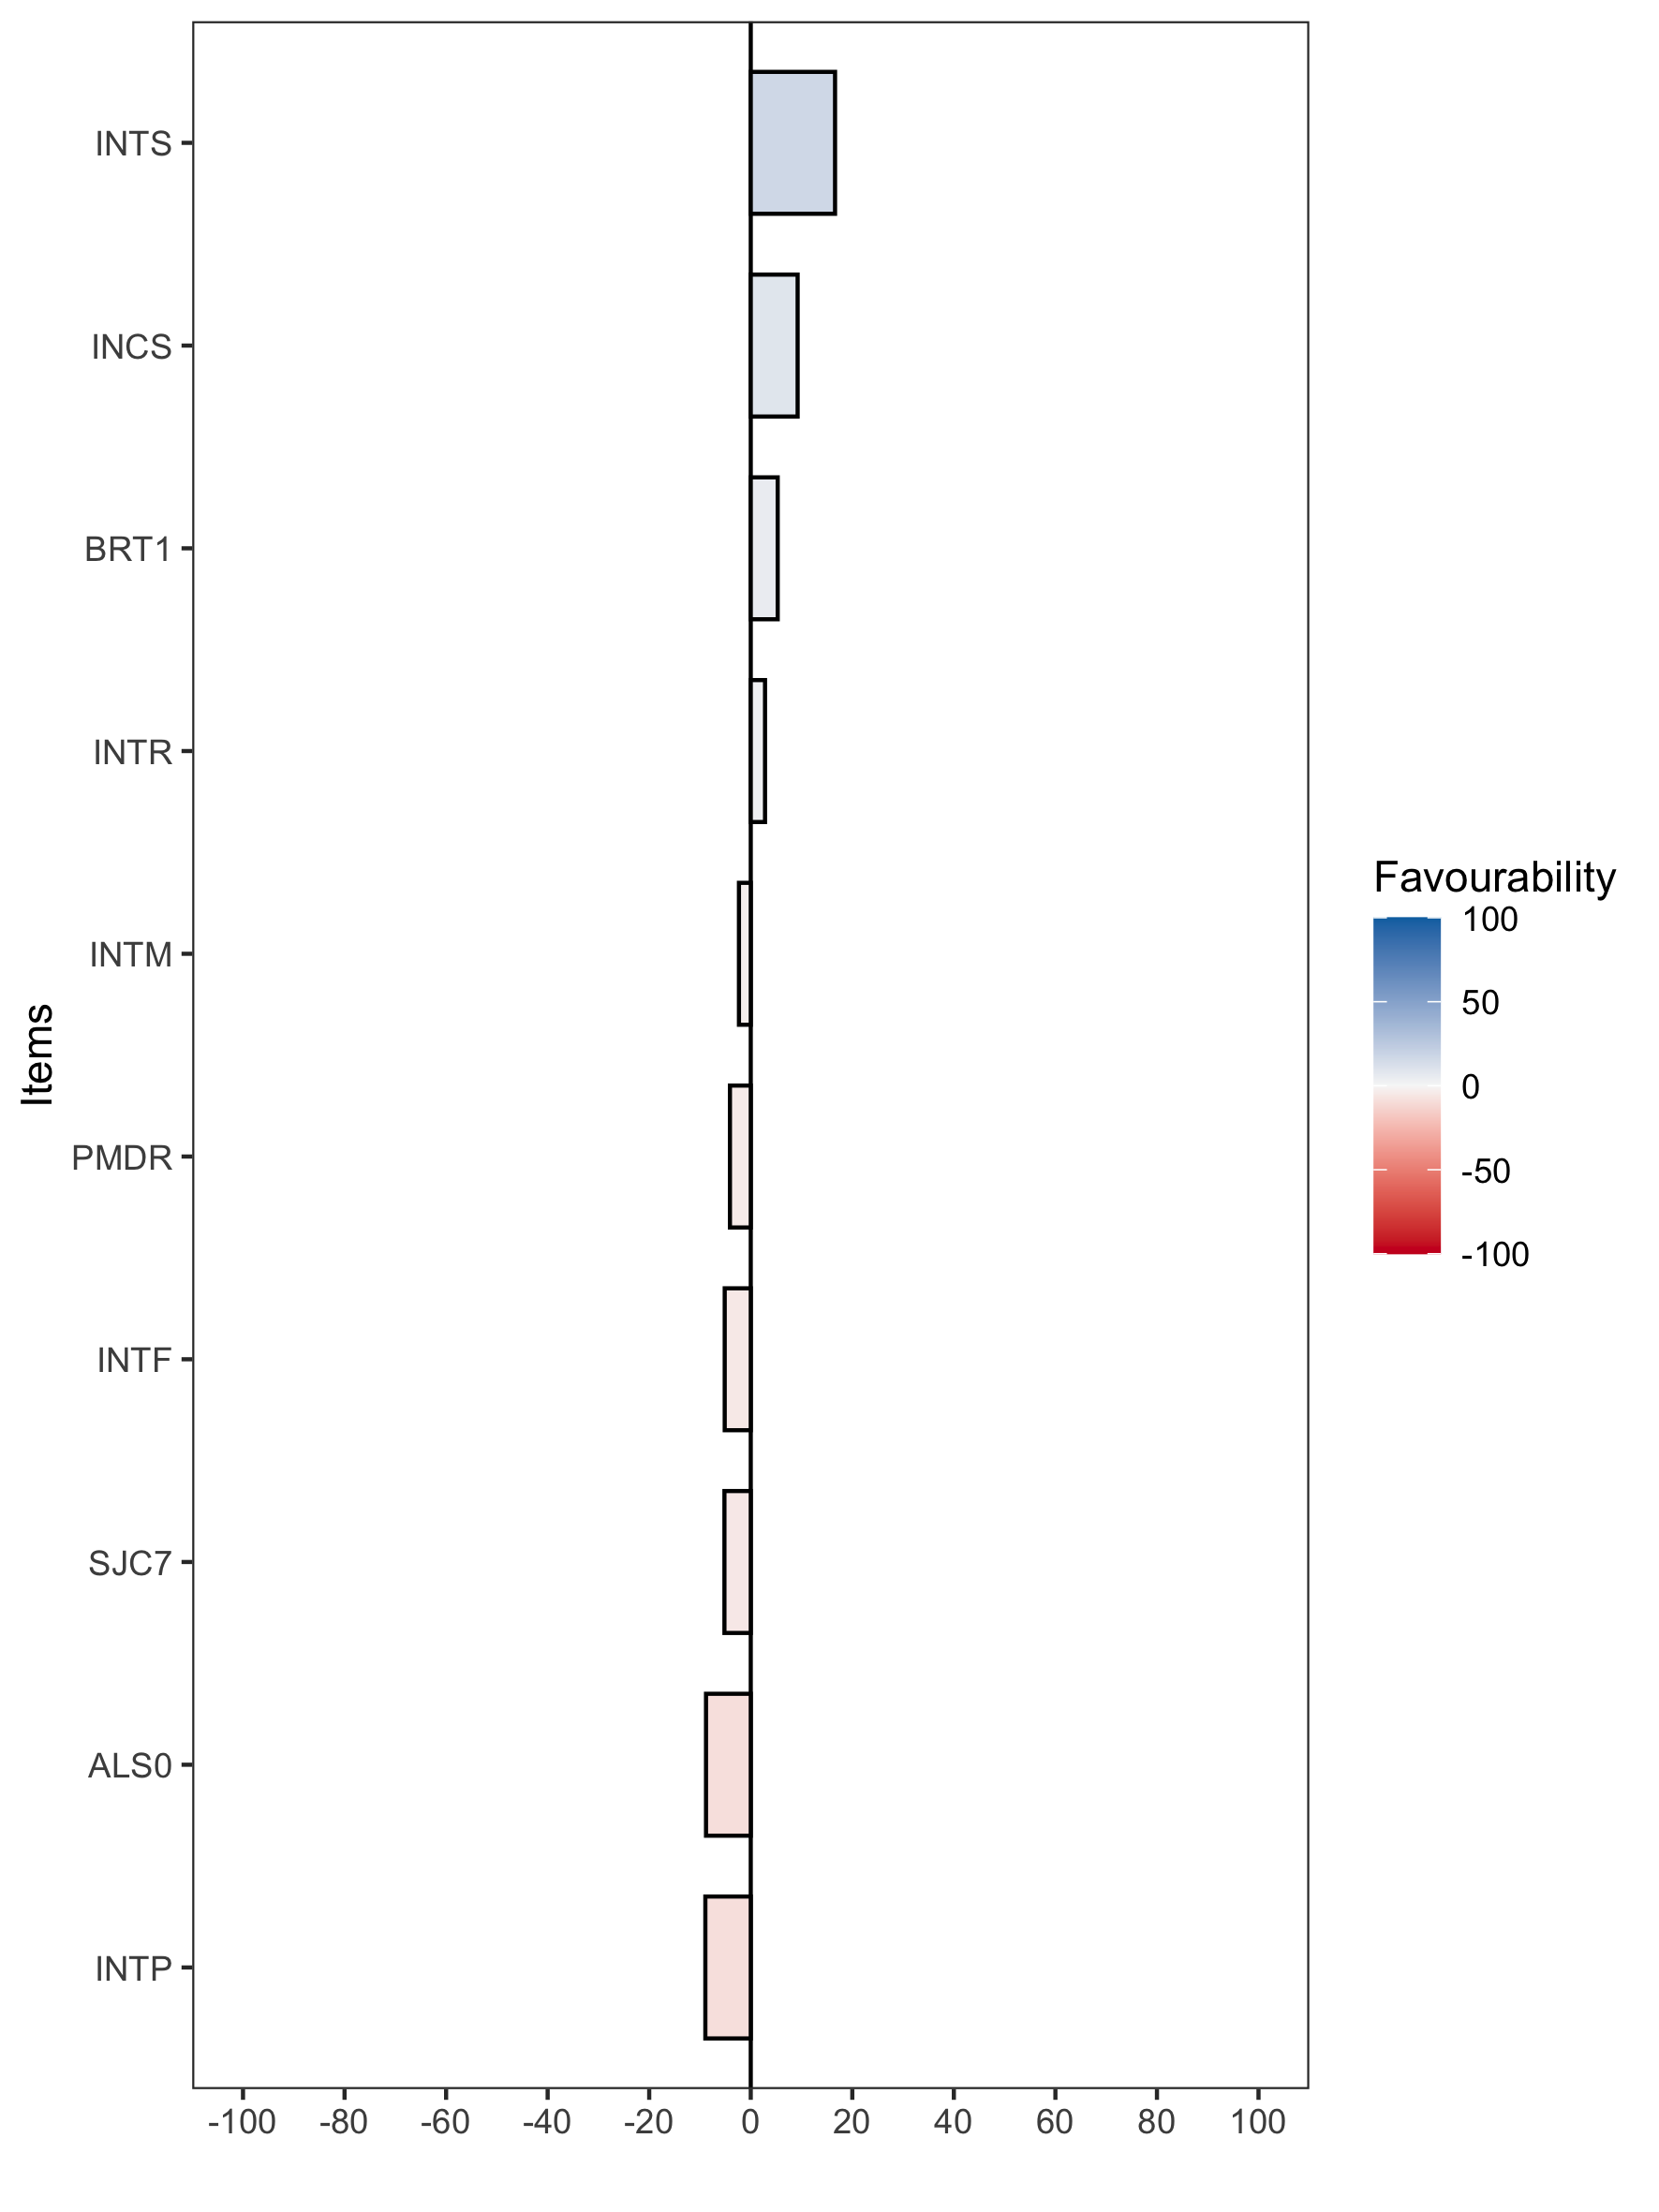 INTS
INCS
BRT1
INTR
INTM
PMDR
INTF
SJC7
ALS0
INTP
Items
-100 -80 -60 -40 -20 0 20 40 60 80 100
Favourability
100
50
0
-50
-100